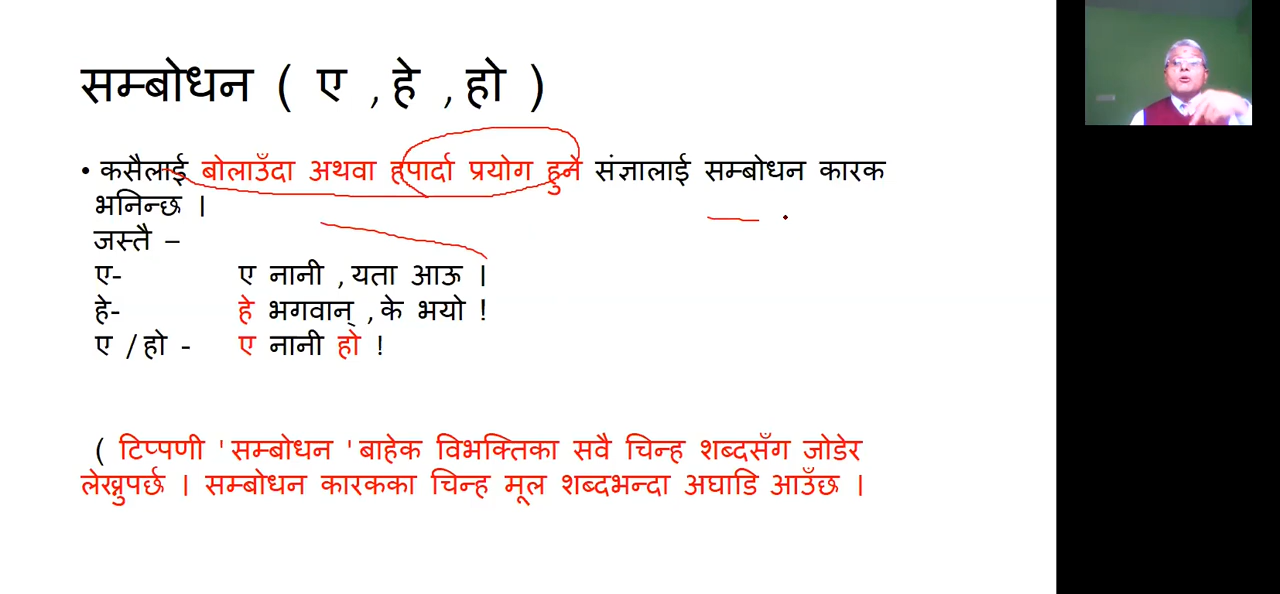 सम्बोधन ( ए , हे , हो )
• कसैलाई बोलाउँदा अथवा हपार्दा प्रयोग हुने संज्ञालाई सम्बोधन कारक
भनिन्छ ।
जस्तै –
ए- ए नानी , यता आऊ ।
हे- हे भगवान् , के भयो !
ए / हो - ए नानी हो !
( टिप्पणी ' सम्बोधन ' बाहेक विभक्तिका सवै चिन्ह शब्दसँग जोडेर
लेख्नुपर्छ । सम्बोधन कारकका चिन्ह मूल शब्दभन्दा अघाडि आउँछ ।